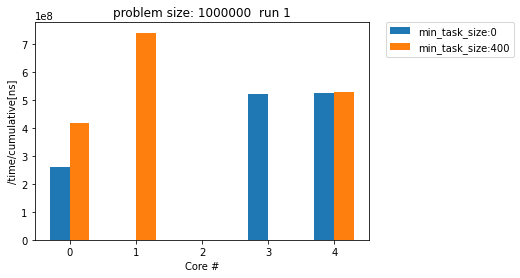 problem size: 1000000  run 1
1e8
min_task_size:0
min_task_size:400
7
6
5
4
3
2
1
0
/time/cumulative[ns]
0 1 2 3 4
Core #